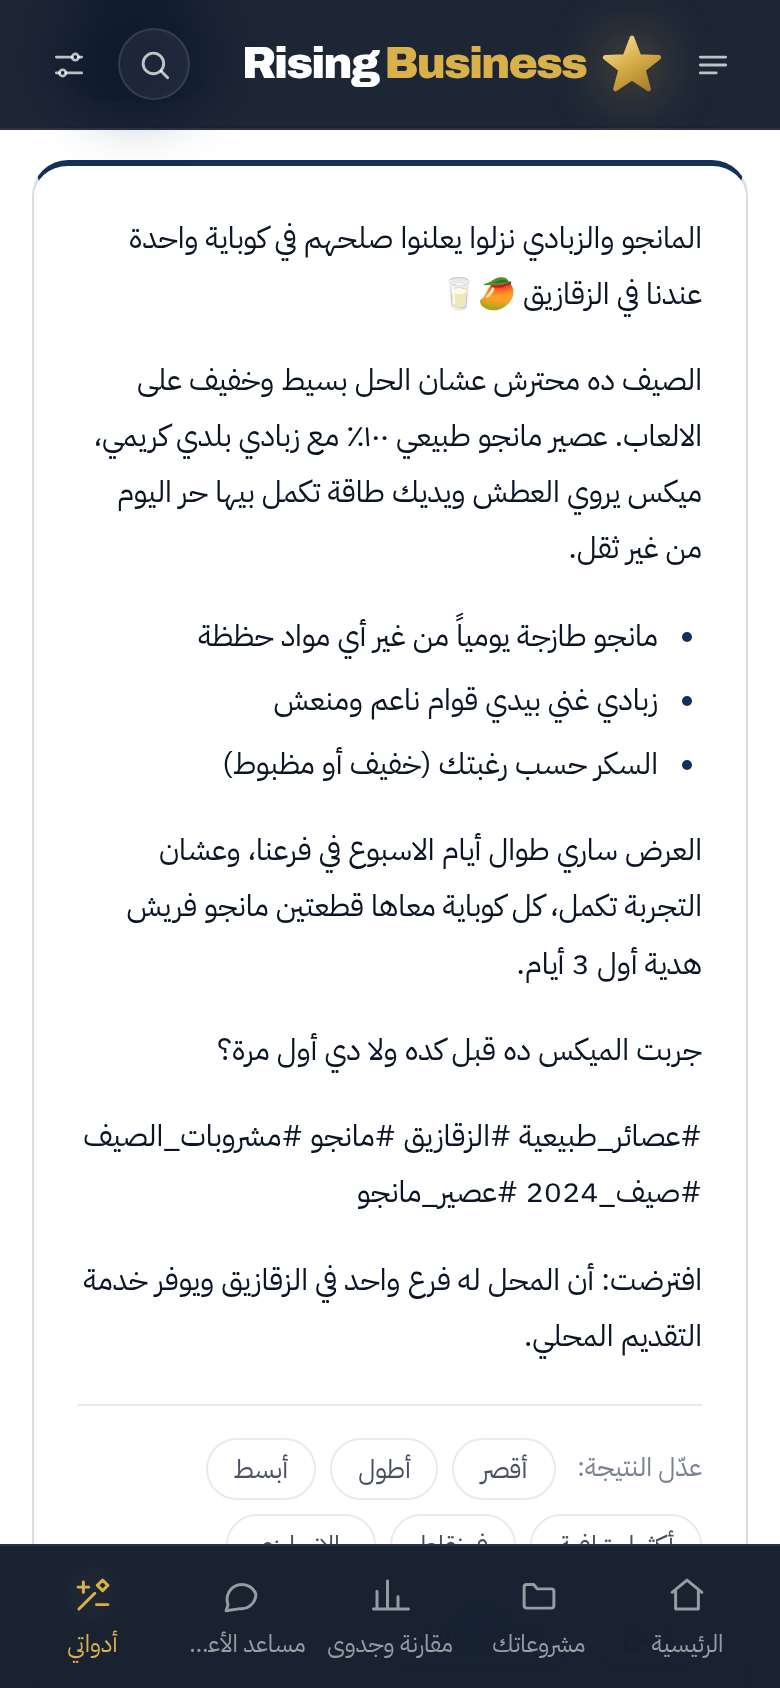 Rising Business
المانجو والزبادي نزلوا يعلنوا صلحهم في كوباية واحدة
عندنا في الزقازيق 🥭🥛
الصيف ده محترش عشان الحل بسيط وخفيف على
الالعاب. عصير مانجو طبيعي ١٠٠٪ مع زبادي بلدي كريمي،
ميكس يروي العطش ويديك طاقة تكمل بيها حر اليوم
من غير ثقل.
• مانجو طازجة يومياً من غير أي مواد حظظة
• زبادي غني بيدي قوام ناعم ومنعش
• السكر حسب رغبتك (خفيف أو مظبوط)
العرض ساري طوال أيام الاسبوع في فرعنا، وعشان
التجربة تكمل، كل كوباية معاها قطعتين مانجو فريش
هدية أول 3 أيام.
جربت الميكس ده قبل كده ولا دي أول مرة؟
#عصائر_طبيعية #الزقازيق #مانجو #مشروبات_الصيف
#صيف_2024 #عصير_مانجو
افترضت: أن المحل له فرع واحد في الزقازيق ويوفر خدمة
التقديم المحلي.
عدّل النتيجة: أقصر أطول أبسط
الرئيسية مشروعاتك مقارنة وجدوى مساعد الأعـ... أدواتي